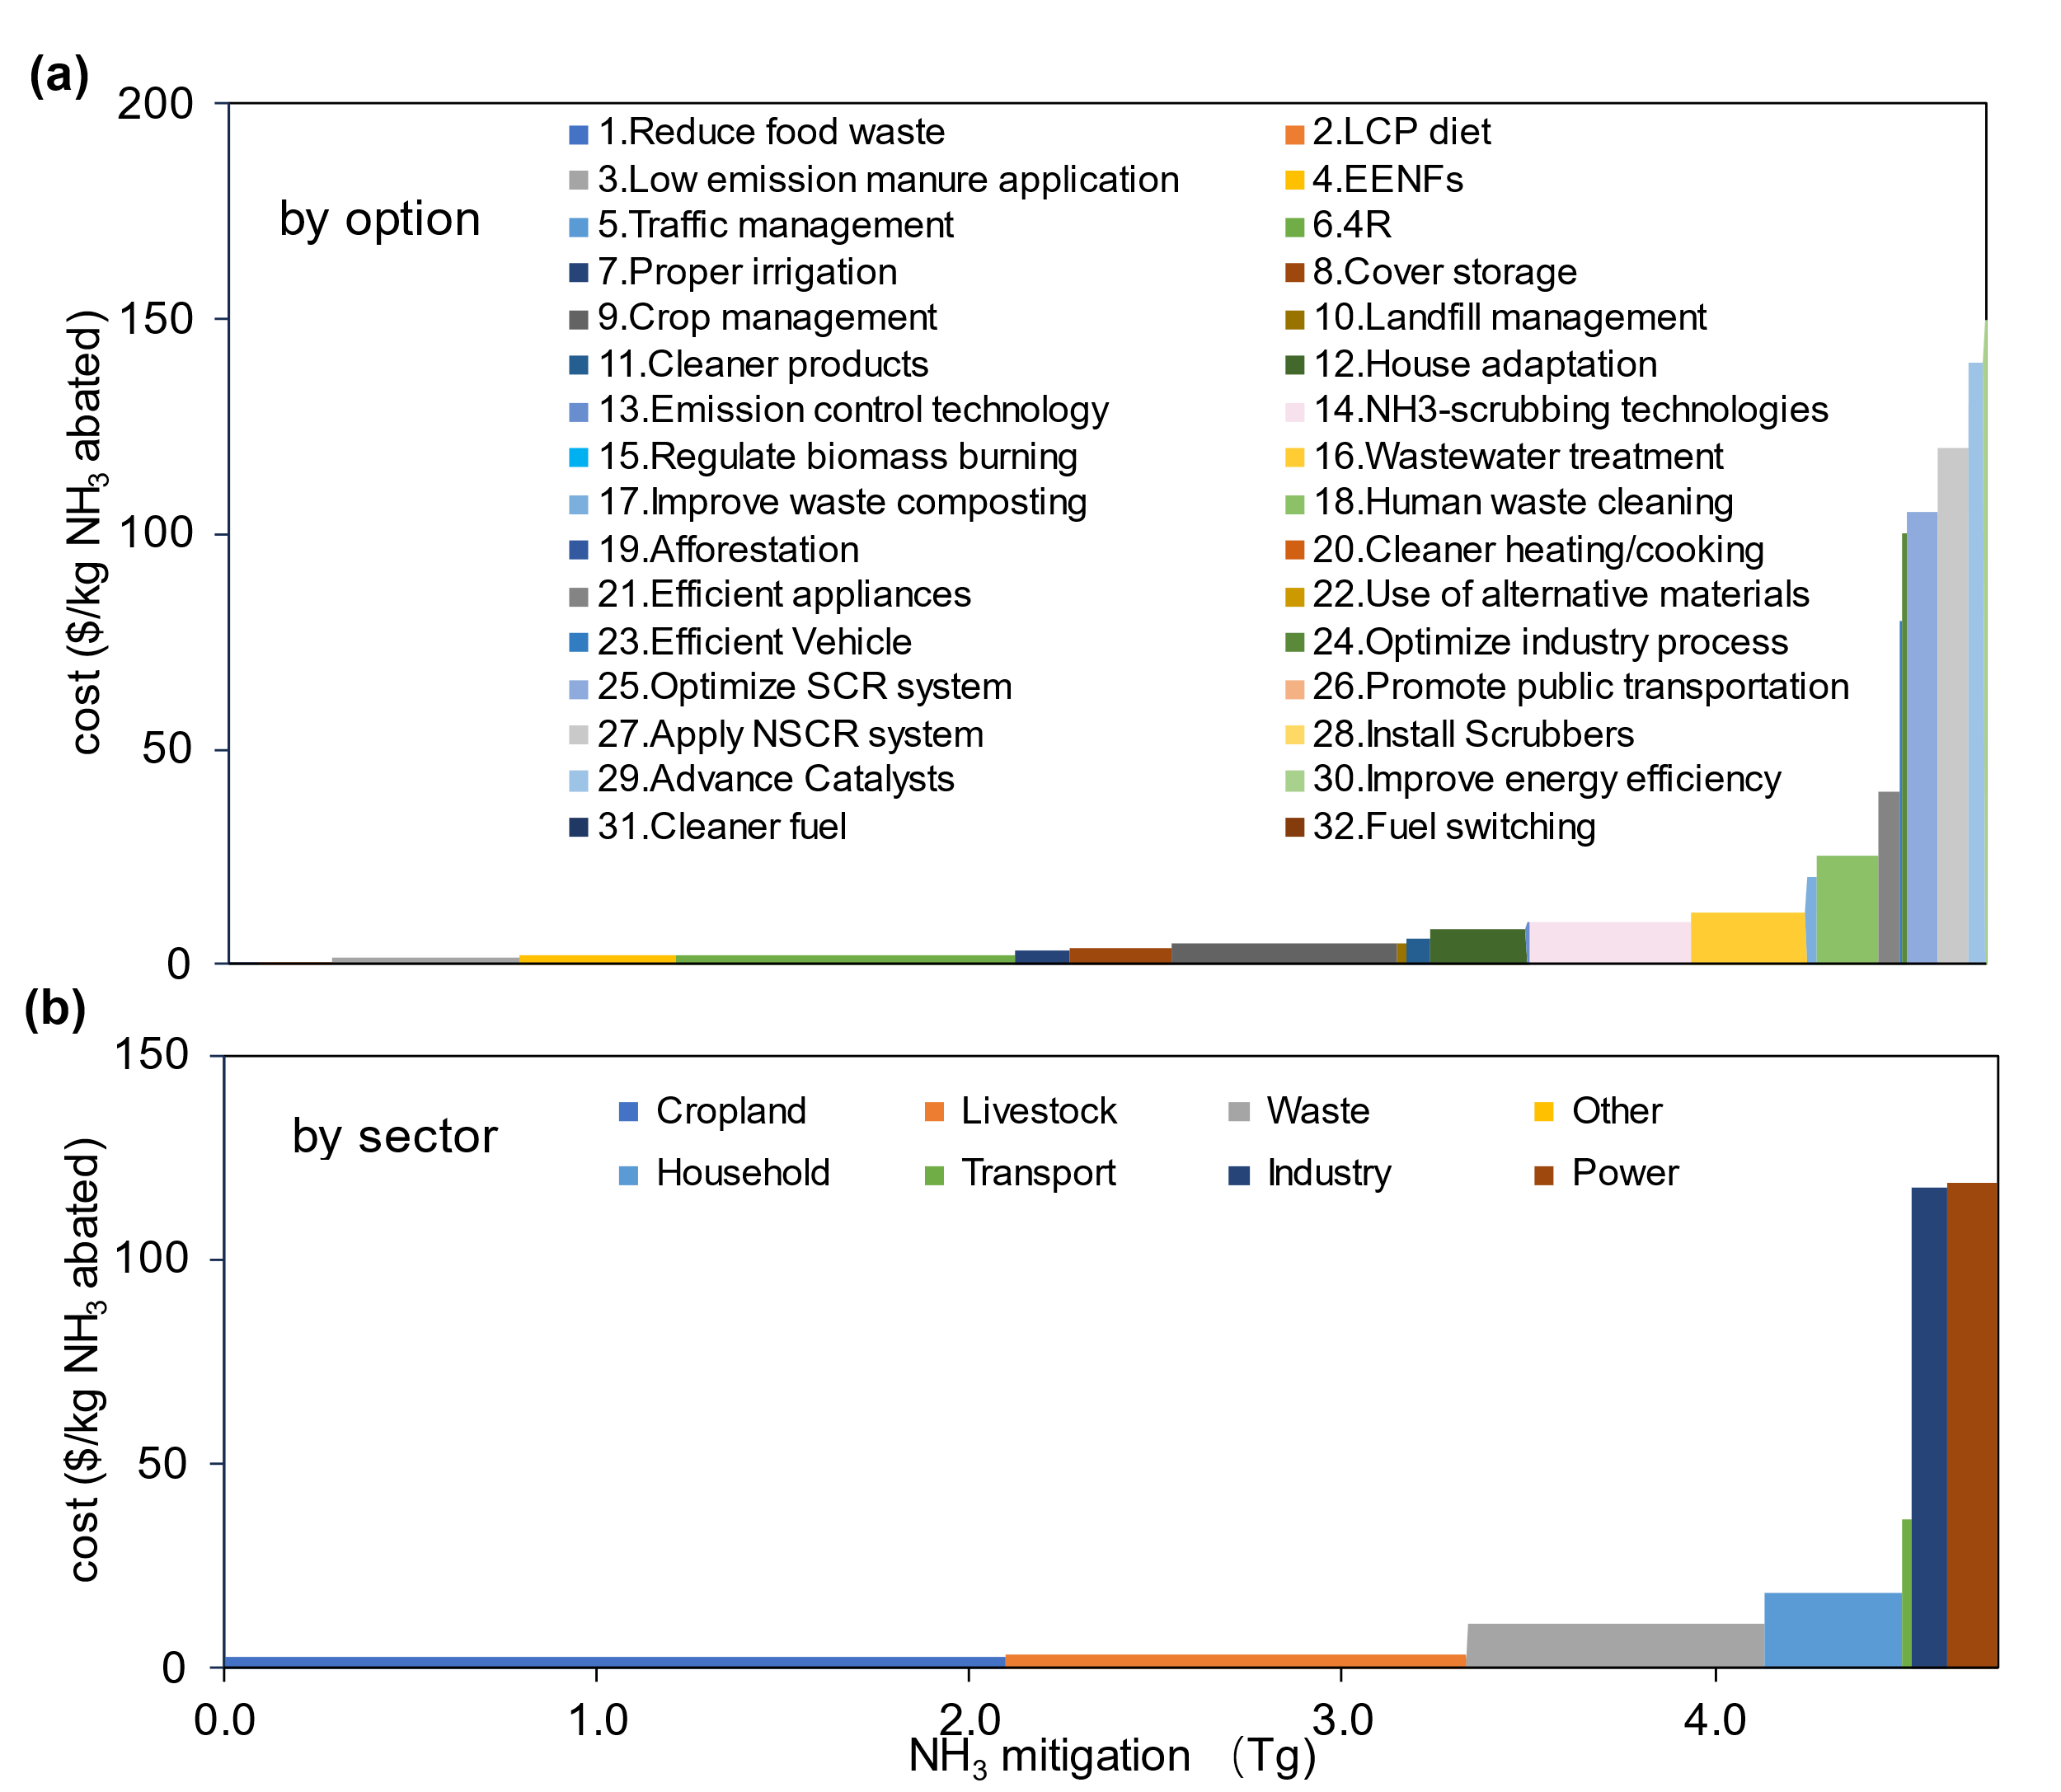 (a)
200
150
100
50
0
cost ($/kg NH3 abated)
by option
1.Reduce food waste
2.LCP diet
3.Low emission manure application
4.EENFs
5.Traffic management
6.4R
7.Proper irrigation
8.Cover storage
9.Crop management
10.Landfill management
11.Cleaner products
12.House adaptation
13.Emission control technology
14.NH3-scrubbing technologies
15.Regulate biomass burning
16.Wastewater treatment
17.Improve waste composting
18.Human waste cleaning
19.Afforestation
20.Cleaner heating/cooking
21.Efficient appliances
22.Use of alternative materials
23.Efficient Vehicle
24.Optimize industry process
25.Optimize SCR system
26.Promote public transportation
27.Apply NSCR system
28.Install Scrubbers
29.Advance Catalysts
30.Improve energy efficiency
31.Cleaner fuel
32.Fuel switching
(b)
150
100
50
0
cost ($/kg NH3 abated)
by sector
Cropland
Livestock
Waste
Other
Household
Transport
Industry
Power
0.0
1.0
2.0
3.0
4.0
NH3 mitigation （Tg)